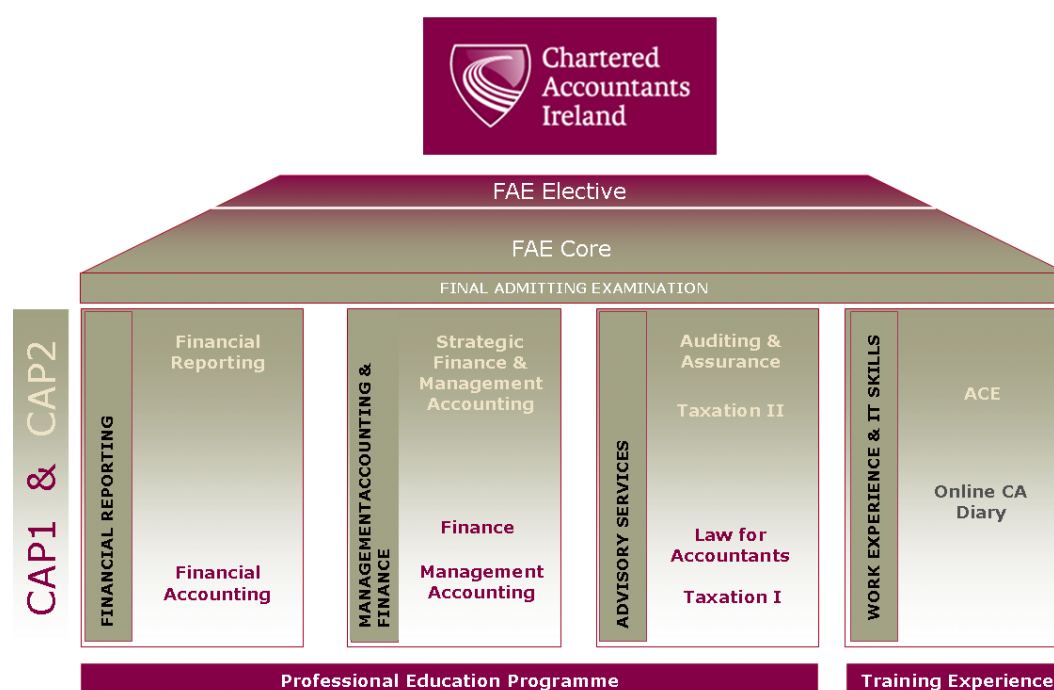 Chartered
Accountants
Ireland
FAE Elective
FAE Core
FINAL ADMITTING EXAMINATION
CAP1 & CAP2
FINANCIAL REPORTING
Financial
Reporting
Financial
Accounting
MANAGEMENTACCOUNTING &
FINANCE
Strategic
Finance &
Management
Accounting
Finance
Management
Accounting
ADVISORY SERVICES
Auditing &
Assurance
Taxation II
Law for
Accountants
Taxation I
WORK EXPERIENCE & IT SKILLS
ACE
Online CA
Diary
Professional Education Programme
Training Experience